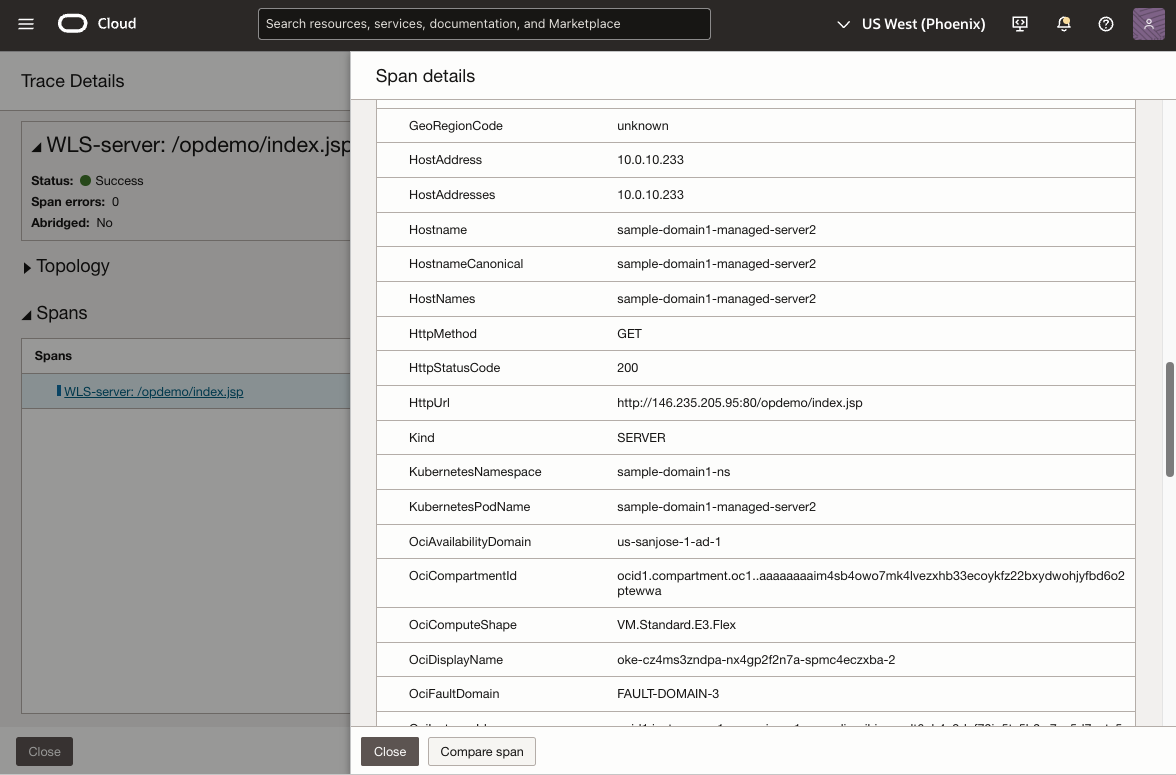 Cloud
Search resources, services, documentation, and Marketplace
US West (Phoenix)
Trace Details
WLS-server: /opdemo/index.jsp
Status: Success
Span errors: 0
Abridged: No
Topology
Spans
Spans
WLS-server: /opdemo/index.jsp
Close
Span details
GeoRegionCode unknown
HostAddress 10.0.10.233
HostAddresses 10.0.10.233
Hostname sample-domain1-managed-server2
HostnameCanonical sample-domain1-managed-server2
HostNames sample-domain1-managed-server2
HttpMethod GET
HttpStatusCode 200
HttpUrl http://146.235.205.95:80/opdemo/index.jsp
Kind SERVER
KubernetesNamespace sample-domain1-ns
KubernetesPodName sample-domain1-managed-server2
OciAvailabilityDomain us-sanjose-1-ad-1
OciCompartmentId ocid1.compartment.oc1..aaaaaaaaim4sb4owo7mk4lvezxhb33ecoykfz22bxydwohjyfbd6o2
ptewwa
OciComputeShape VM.Standard.E3.Flex
OciDisplayName oke-cz4ms3zndpa-nx4gp2f2n7a-spmc4eczxba-2
OciFaultDomain FAULT-DOMAIN-3
Close
Compare span